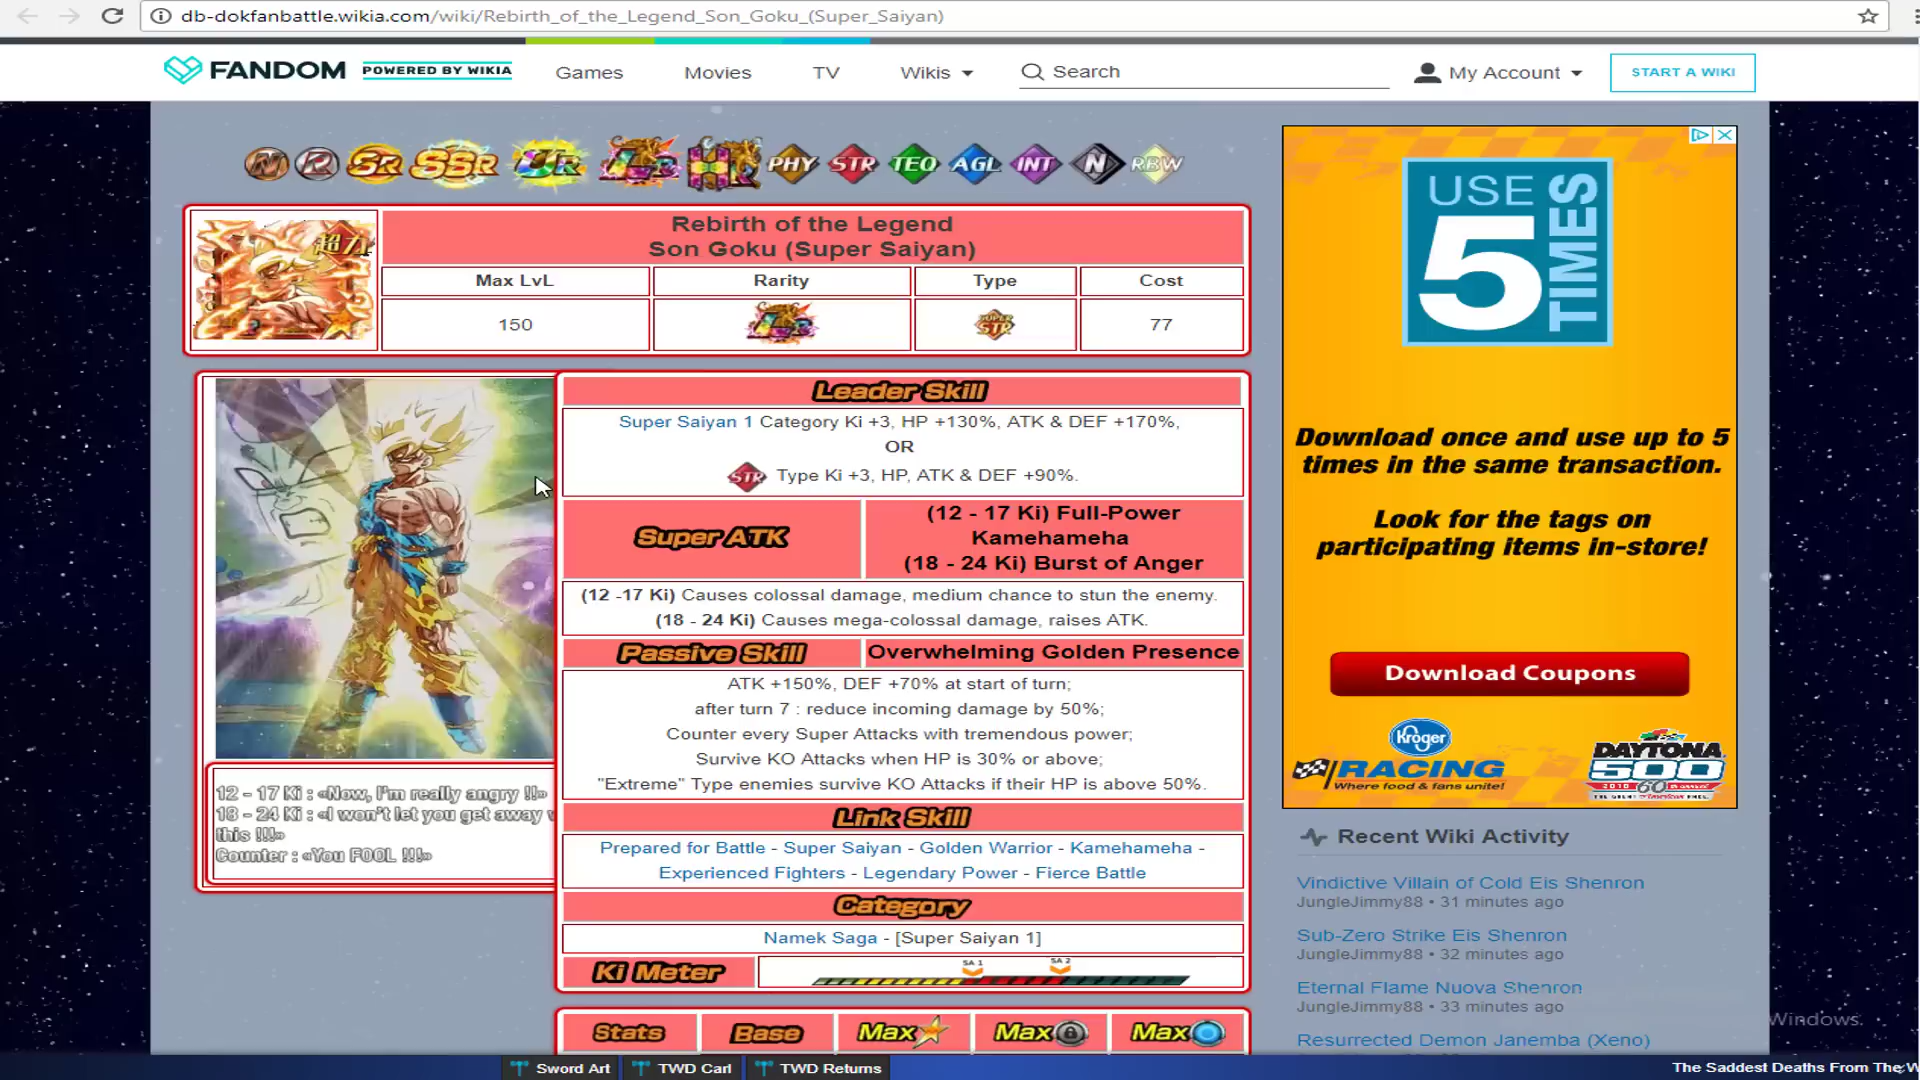 db-dokfanbattle.wikia.com/wiki/Rebirth_of_the_Legend_Son_Goku_(Super_Saiyan)
FANDOM POWERED BY WIKIA Games Movies TV Wikis Search My Account START A WIKI
N R SR SSR UR LR PHY STR TEQ AGL INT N RBW
超力
Rebirth of the Legend
Son Goku (Super Saiyan)
Max LvL Rarity Type Cost
150 LR SUPER STR 77
Leader Skill
Super Saiyan 1 Category Ki +3, HP +130%, ATK & DEF +170%,
OR
STR Type Ki +3, HP, ATK & DEF +90%.
Super ATK
(12 - 17 Ki) Full-Power
Kamehameha
(18 - 24 Ki) Burst of Anger
(12 -17 Ki) Causes colossal damage, medium chance to stun the enemy.
(18 - 24 Ki) Causes mega-colossal damage, raises ATK.
Passive Skill Overwhelming Golden Presence
ATK +150%, DEF +70% at start of turn;
after turn 7 : reduce incoming damage by 50%;
Counter every Super Attacks with tremendous power;
Survive KO Attacks when HP is 30% or above;
"Extreme" Type enemies survive KO Attacks if their HP is above 50%.
12 - 17 Ki : «Now, I'm really angry !!»
18 - 24 Ki : «I won't let you get away
this !!!»
Counter : «You FOOL !!!»
Link Skill
Prepared for Battle - Super Saiyan - Golden Warrior - Kamehameha -
Experienced Fighters - Legendary Power - Fierce Battle
Category
Namek Saga - [Super Saiyan 1]
Ki Meter SA 1 SA 2
Stats Base Max Max Max
USE
5
TIMES
Download once and use up to 5
times in the same transaction.
Look for the tags on
participating items in-store!
Download Coupons
Kroger
RACING
Where food & fans unite!
DAYTONA
500
2018 60
Recent Wiki Activity
Vindictive Villain of Cold Eis Shenron
JungleJimmy88 • 31 minutes ago
Sub-Zero Strike Eis Shenron
JungleJimmy88 • 32 minutes ago
Eternal Flame Nuova Shenron
JungleJimmy88 • 33 minutes ago
Resurrected Demon Janemba (Xeno)
Windows.
Sword Art TWD Carl TWD Returns
The Saddest Deaths From The W